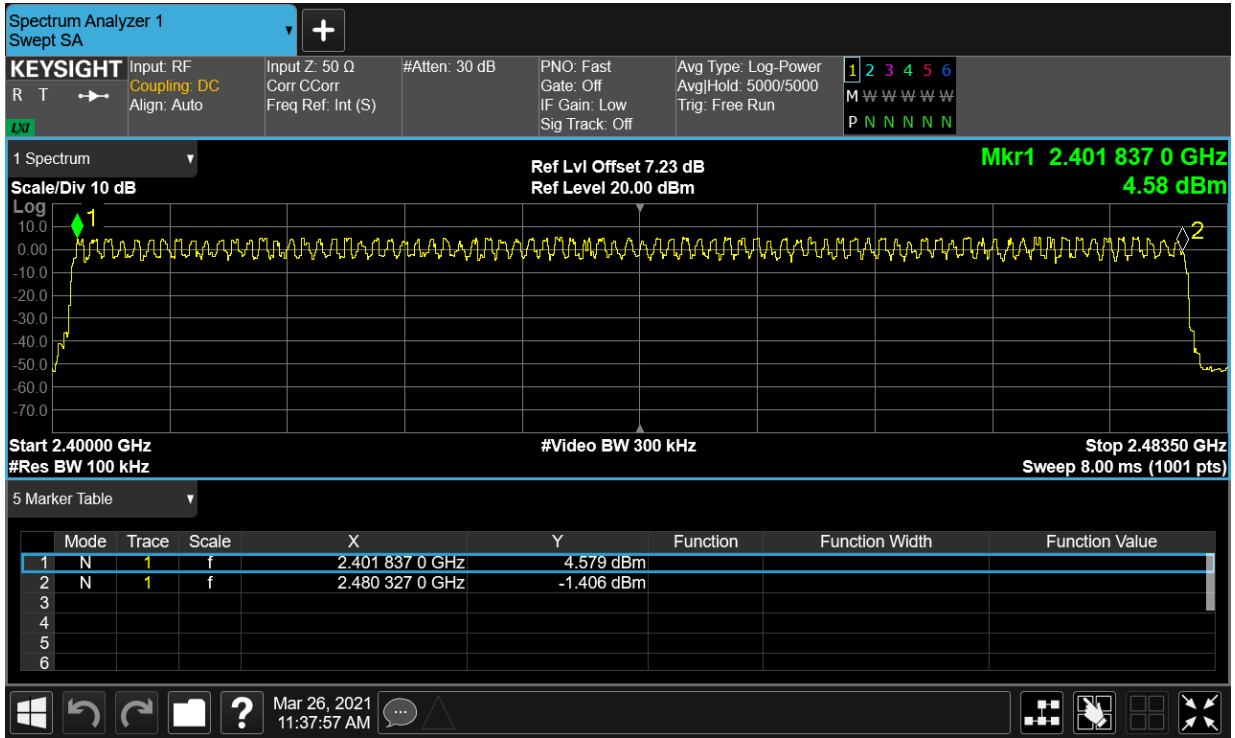 Spectrum Analyzer 1
Swept SA
KEYSIGHT
R T
LXI
Input: RF
Coupling: DC
Align: Auto
Input Z: 50 Ω
Corr CCorr
Freq Ref: Int (S)
#Atten: 30 dB
PNO: Fast
Gate: Off
IF Gain: Low
Sig Track: Off
Avg Type: Log-Power
Avg|Hold: 5000/5000
Trig: Free Run
1 2 3 4 5 6
M W W W W W
P N N N N N
1 Spectrum
Scale/Div 10 dB
Ref Lvl Offset 7.23 dB
Ref Level 20.00 dBm
Mkr1 2.401 837 0 GHz
4.58 dBm
Log
1
2
10.0
0.00
-10.0
-20.0
-30.0
-40.0
-50.0
-60.0
-70.0
Start 2.40000 GHz
#Res BW 100 kHz
#Video BW 300 kHz
Stop 2.48350 GHz
Sweep 8.00 ms (1001 pts)
5 Marker Table
Mode Trace Scale X Y Function Function Width Function Value
1 N 1 f 2.401 837 0 GHz 4.579 dBm
2 N 1 f 2.480 327 0 GHz -1.406 dBm
3
4
5
6
?
Mar 26, 2021
11:37:57 AM